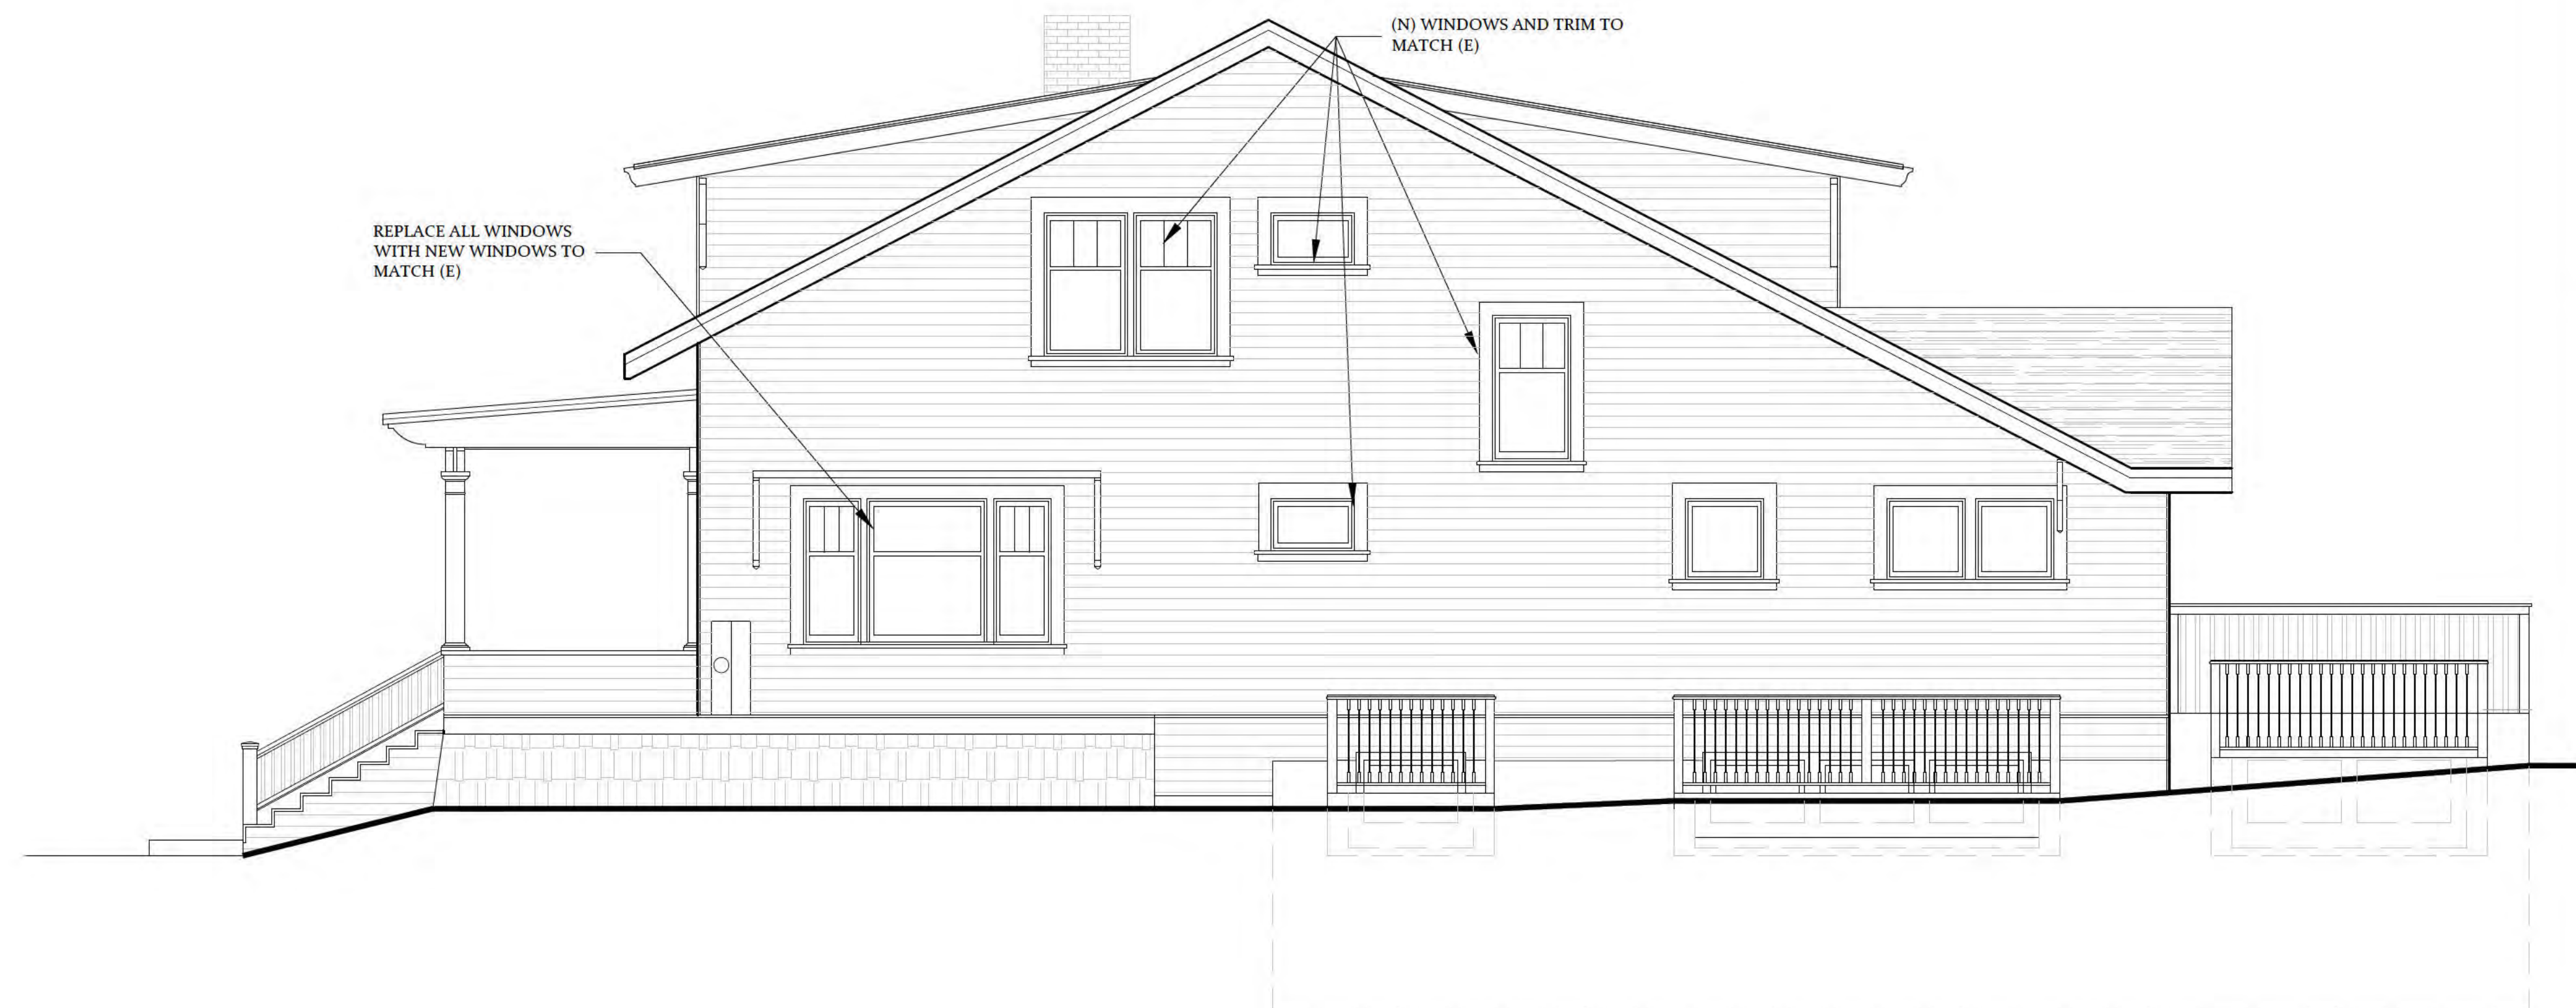 (N) WINDOWS AND TRIM TO
MATCH (E)
REPLACE ALL WINDOWS
WITH NEW WINDOWS TO
MATCH (E)